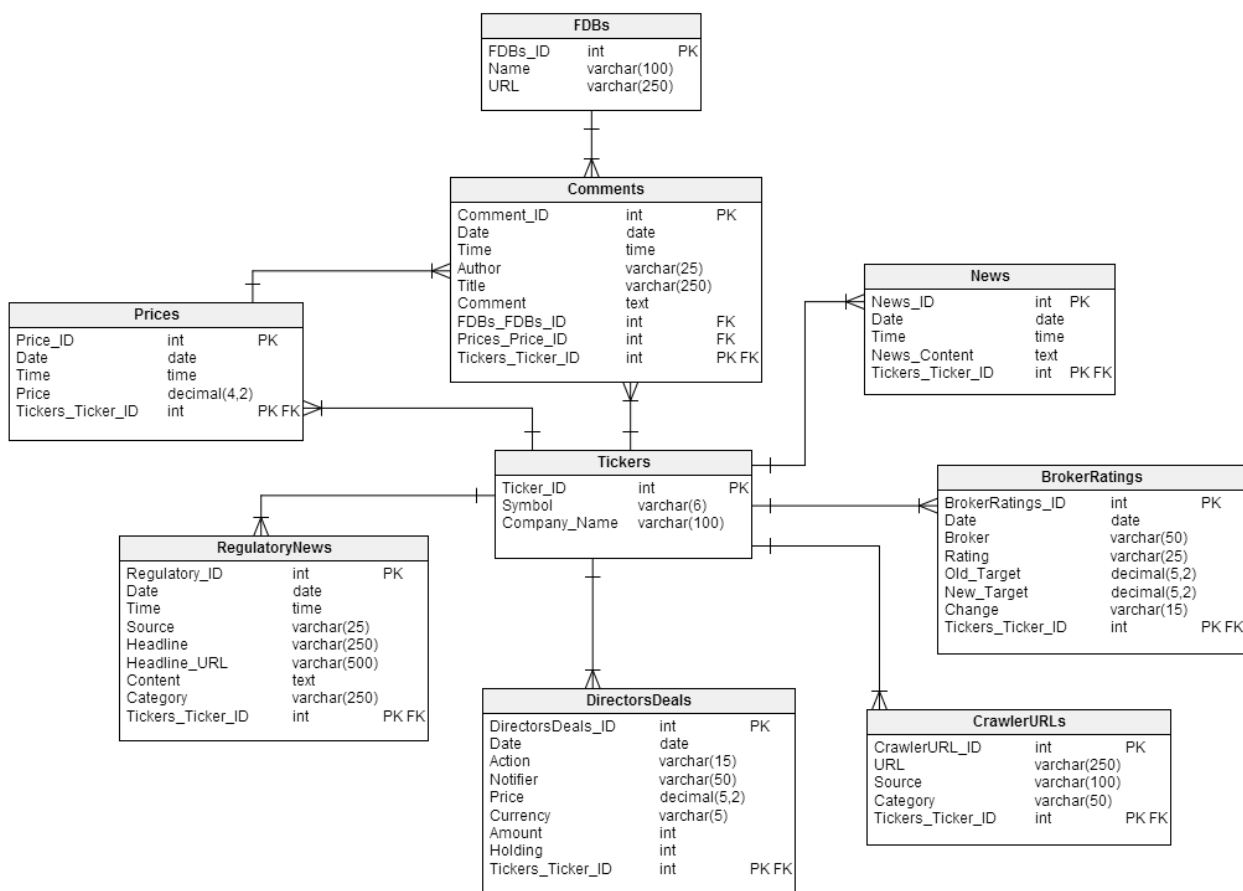 FDBs
FDBs_ID int PK
Name varchar(100)
URL varchar(250)
Comments
Comment_ID int PK
Date date
Time time
Author varchar(25)
Title varchar(250)
Comment text
FDBs_FDBs_ID int FK
Prices_Price_ID int FK
Tickers_Ticker_ID int PK FK
News
News_ID int PK
Date date
Time time
News_Content text
Tickers_Ticker_ID int PK FK
Prices
Price_ID int PK
Date date
Time time
Price decimal(4,2)
Tickers_Ticker_ID int PK FK
Tickers
Ticker_ID int PK
Symbol varchar(6)
Company_Name varchar(100)
BrokerRatings
BrokerRatings_ID int PK
Date date
Broker varchar(50)
Rating varchar(25)
Old_Target decimal(5,2)
New_Target decimal(5,2)
Change varchar(15)
Tickers_Ticker_ID int PK FK
RegulatoryNews
Regulatory_ID int PK
Date date
Time time
Source varchar(25)
Headline varchar(250)
Headline_URL varchar(500)
Content text
Category varchar(250)
Tickers_Ticker_ID int PK FK
DirectorsDeals
DirectorsDeals_ID int PK
Date date
Action varchar(15)
Notifier varchar(50)
Price decimal(5,2)
Currency varchar(5)
Amount int
Holding int
Tickers_Ticker_ID int PK FK
CrawlerURLs
CrawlerURL_ID int PK
URL varchar(250)
Source varchar(100)
Category varchar(50)
Tickers_Ticker_ID int PK FK